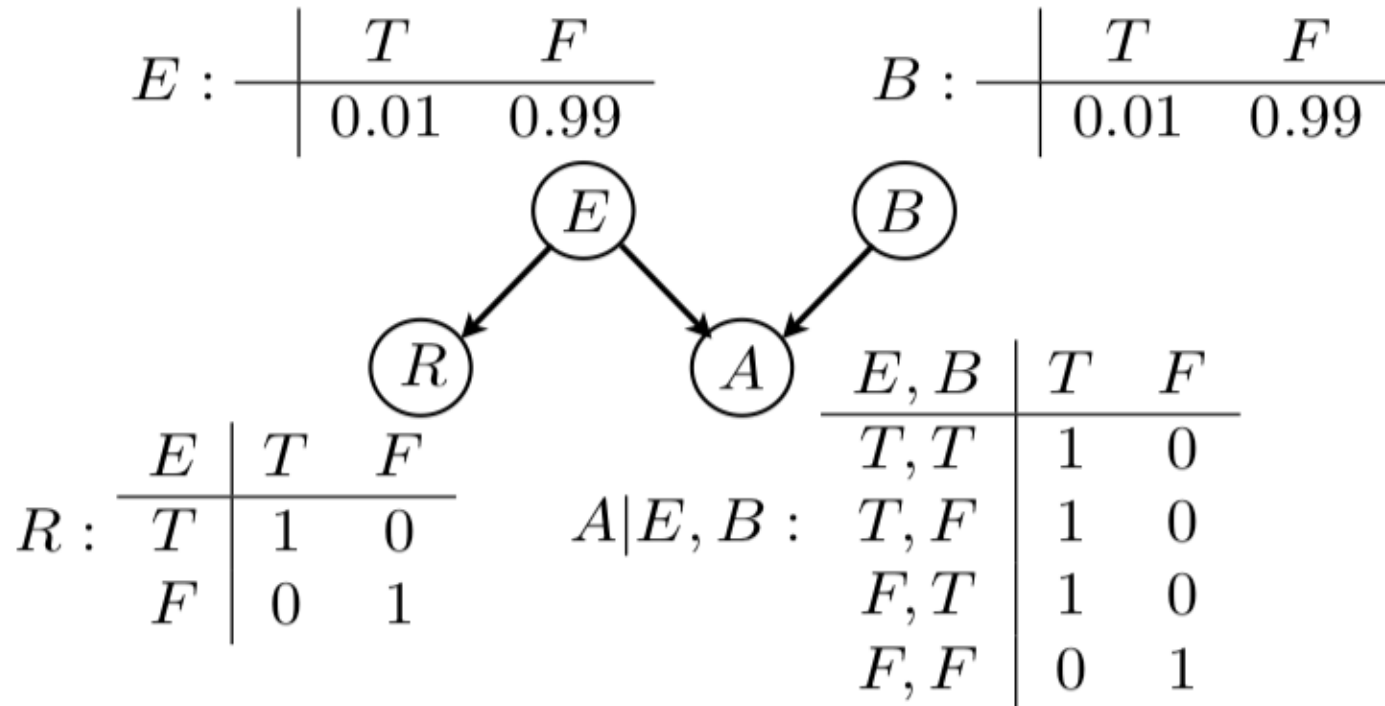 E : T F
0.01 0.99
B : T F
0.01 0.99
E
B
R
A
R : E T F
T 1 0
F 0 1
A|E, B : E, B T F
T, T 1 0
T, F 1 0
F, T 1 0
F, F 0 1